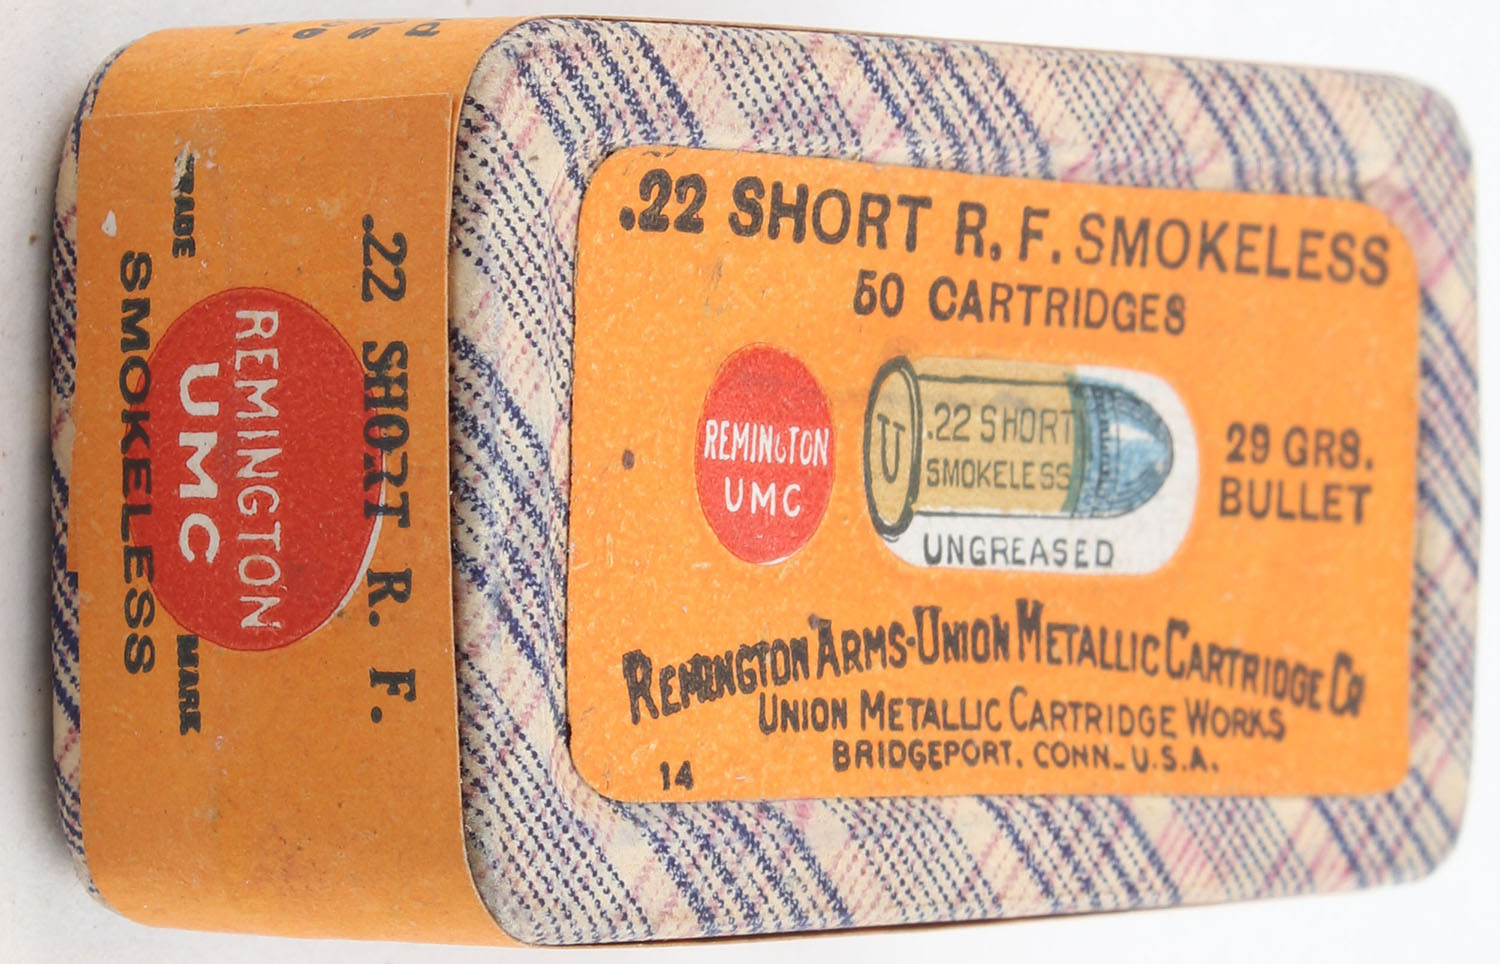 .22 SHORT R. F. SMOKELESS
50 CARTRIDGES
REMINGTON
UMC
U
.22 SHORT
SMOKELESS
UNGREASED
29 GRS.
BULLET
REMINGTON ARMS-UNION METALLIC CARTRIDGE CO
UNION METALLIC CARTRIDGE WORKS
BRIDGEPORT, CONN. U.S.A.
14
.22 SHORT R. F.
REMINGTON
UMC
TRADE MARK
SMOKELESS